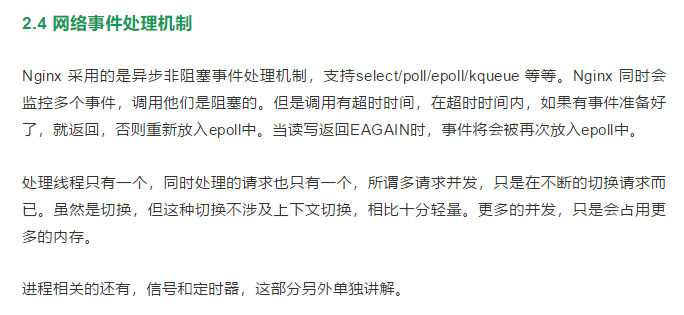 2.4 网络事件处理机制
Nginx 采用的是异步非阻塞事件处理机制，支持select/poll/epoll/kqueue 等等。Nginx 同时会
监控多个事件，调用他们是阻塞的。但是调用有超时时间，在超时时间内，如果有事件准备好
了，就返回，否则重新放入epoll中。当读写返回EAGAIN时，事件将会被再次放入epoll中。
处理线程只有一个，同时处理的请求也只有一个，所谓多请求并发，只是在不断的切换请求而
已。虽然是切换，但这种切换不涉及上下文切换，相比十分轻量。更多的并发，只是会占用更
多的内存。
进程相关的还有，信号和定时器，这部分另外单独讲解。